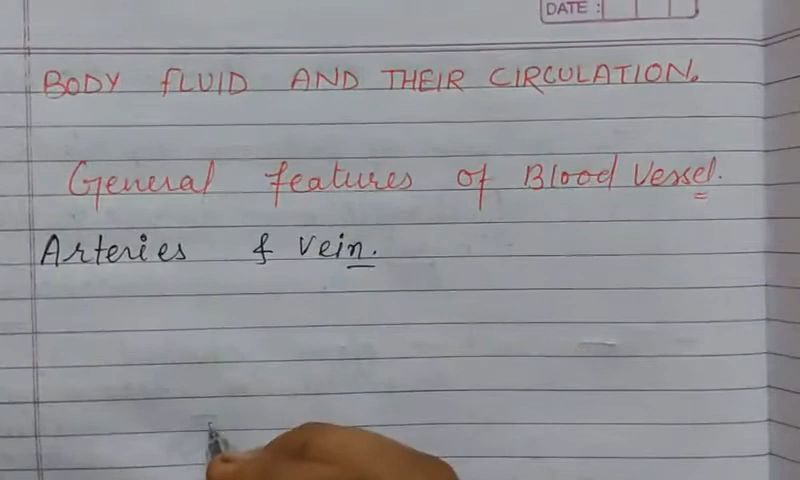 DATE :
BODY FLUID AND THEIR CIRCULATION.
General features of Blood Vessel.
Arteries & vein.